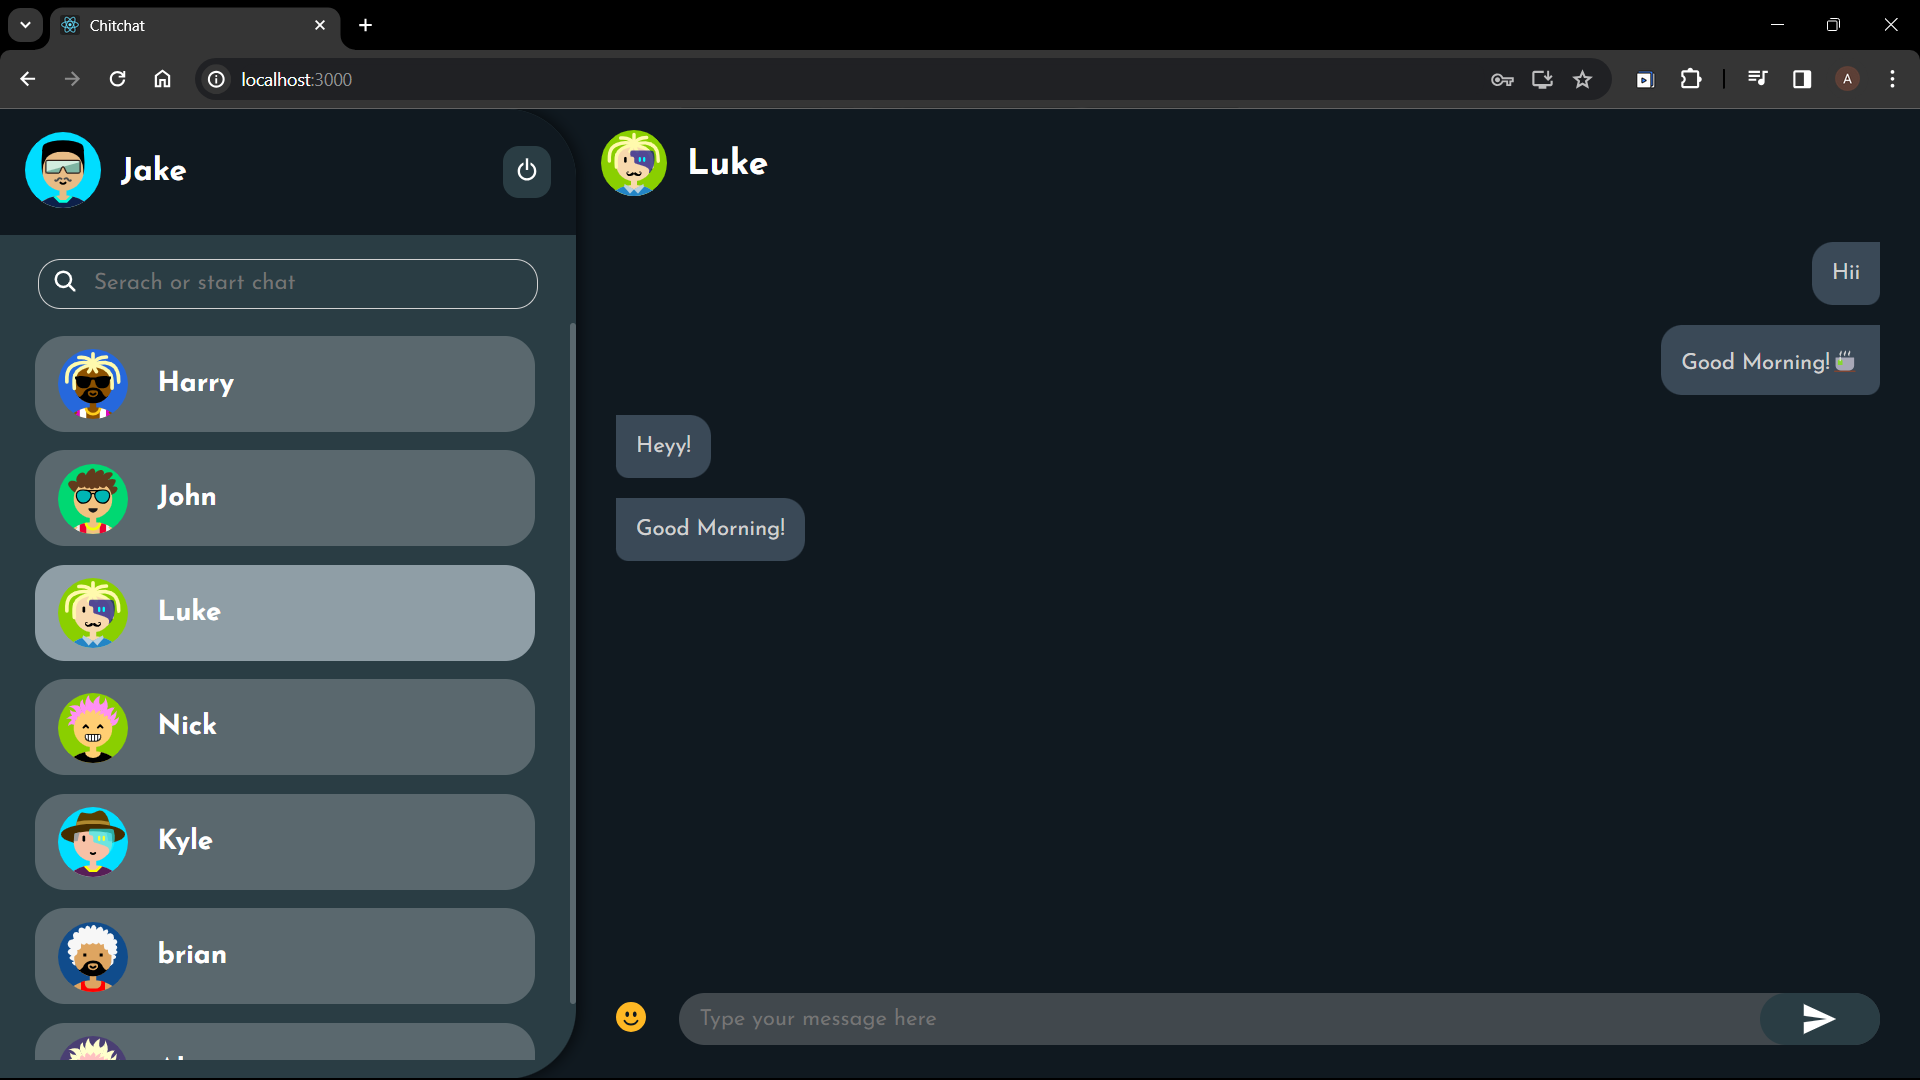 Chitchat
localhost:3000
A
Jake
Serach or start chat
Harry
John
Luke
Nick
Kyle
brian
Luke
Hii
Good Morning!🍵
Heyy!
Good Morning!
Type your message here